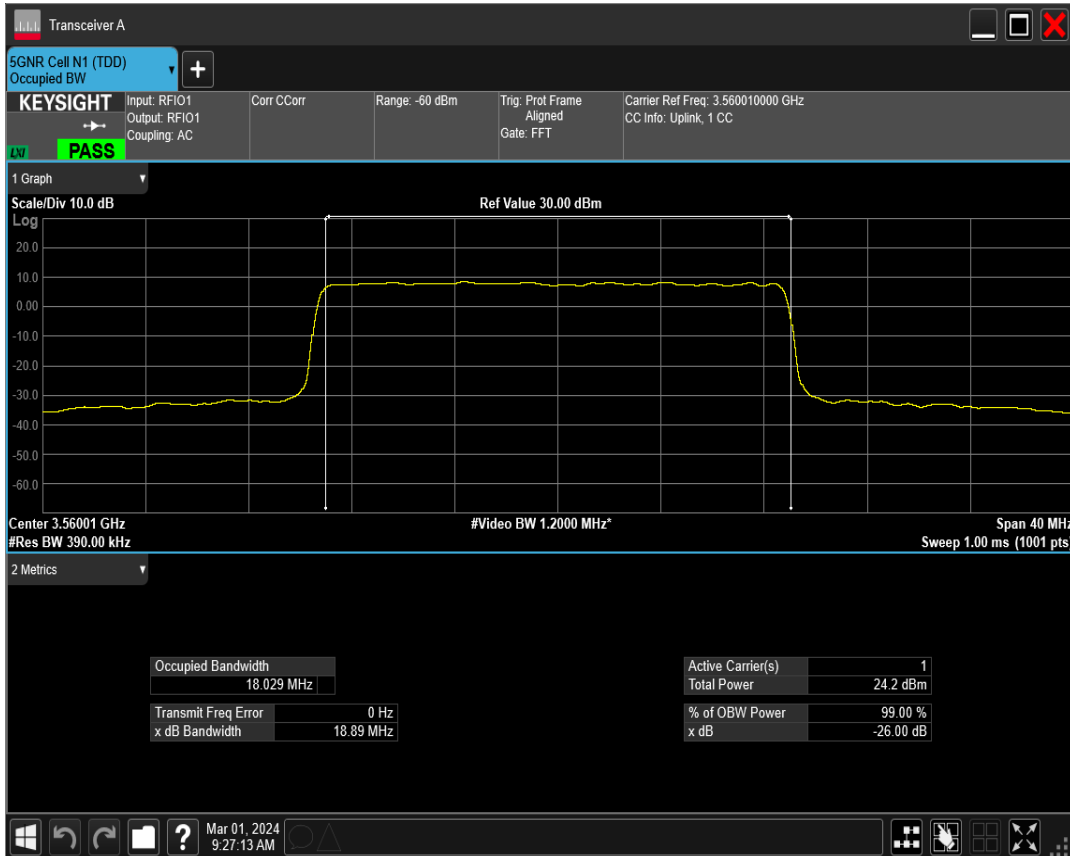 Transceiver A
5GNR Cell N1 (TDD)
Occupied BW
+
KEYSIGHT
LXI
PASS
Input: RFIO1
Output: RFIO1
Coupling: AC
Corr CCorr
Range: -60 dBm
Trig: Prot Frame
Aligned
Gate: FFT
Carrier Ref Freq: 3.560010000 GHz
CC Info: Uplink, 1 CC
1 Graph
Scale/Div 10.0 dB
Ref Value 30.00 dBm
Log
20.0
10.0
0.00
-10.0
-20.0
-30.0
-40.0
-50.0
-60.0
Center 3.56001 GHz
#Video BW 1.2000 MHz*
Span 40 MHz
#Res BW 390.00 kHz
Sweep 1.00 ms (1001 pts)
2 Metrics
Occupied Bandwidth
18.029 MHz
Transmit Freq Error 0 Hz
x dB Bandwidth 18.89 MHz
Active Carrier(s) 1
Total Power 24.2 dBm
% of OBW Power 99.00 %
x dB -26.00 dB
?
Mar 01, 2024
9:27:13 AM